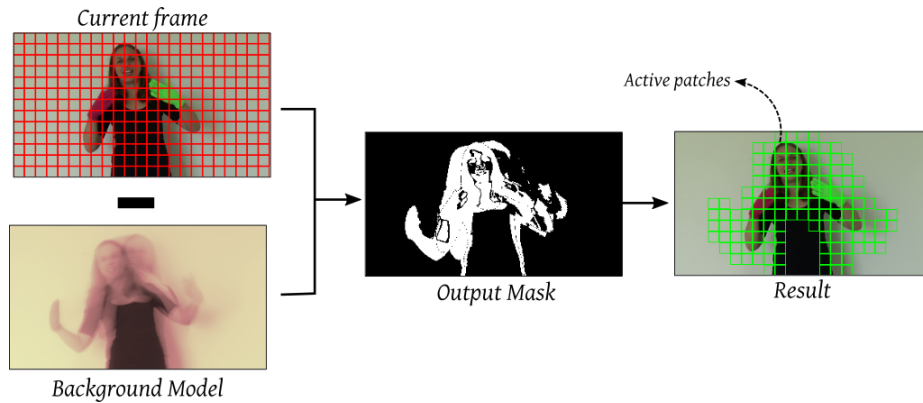 Current frame
Active patches
Output Mask
Result
Background Model